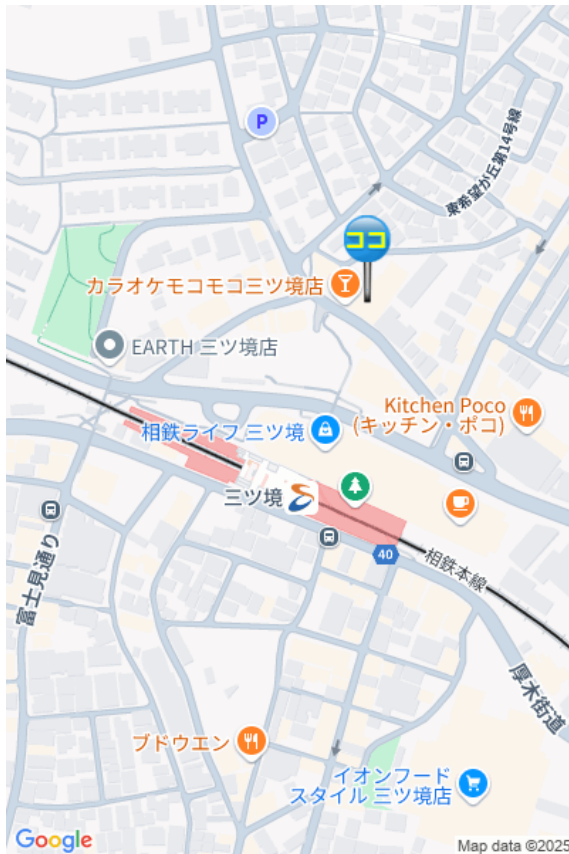 P
東希望が丘第14号線
ココ
カラオケモコモコ三ツ境店
EARTH 三ツ境店
Kitchen Poco
(キッチン・ポコ)
相鉄ライフ 三ツ境
三ツ境
40
相鉄本線
富士見通り
厚木街道
ブドウエン
イオンフード
スタイル 三ツ境店
Google
Map data ©2025